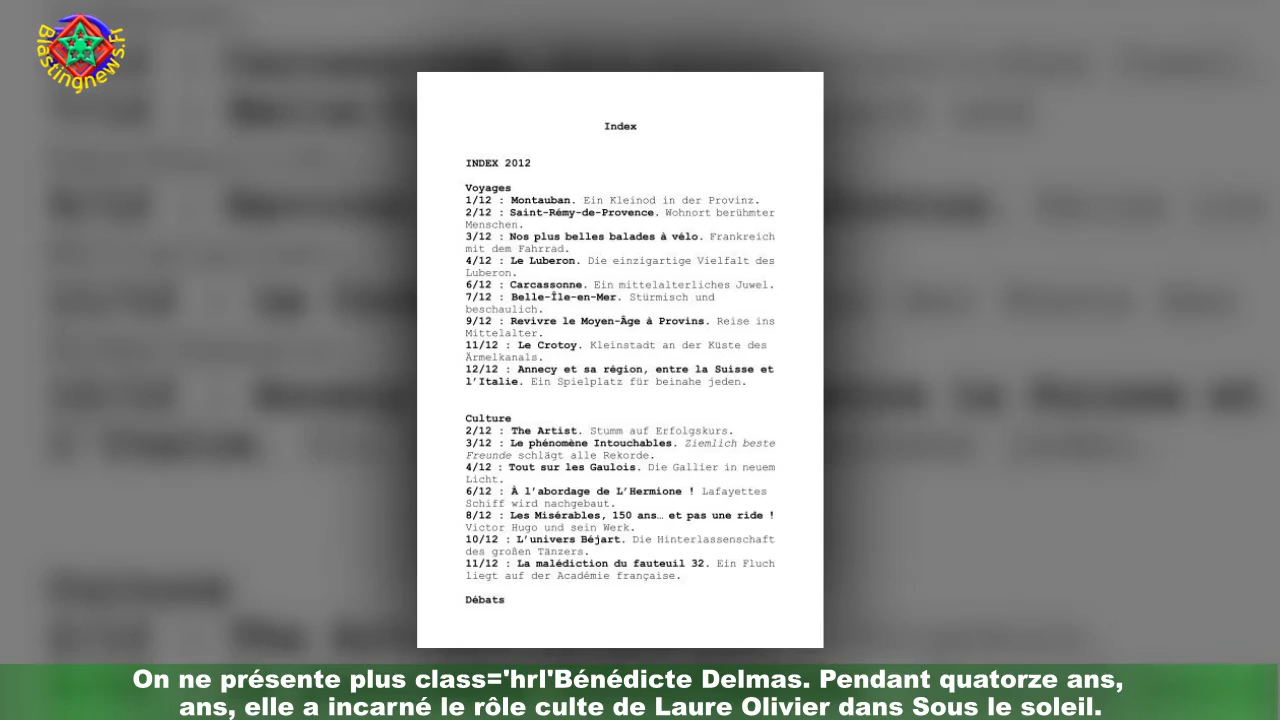 Blastingnews.Fr
Index
INDEX 2012
Voyages
1/12 : Montauban. Ein Kleinod in der Provinz.
2/12 : Saint-Rémy-de-Provence. Wohnort berühmter
Menschen.
3/12 : Nos plus belles balades à vélo. Frankreich
mit dem Fahrrad.
4/12 : Le Luberon. Die einzigartige Vielfalt des
Luberon.
6/12 : Carcassonne. Ein mittelalterliches Juwel.
7/12 : Belle-Île-en-Mer. Stürmisch und
beschaulich.
9/12 : Revivre le Moyen-Âge à Provins. Reise ins
Mittelalter.
11/12 : Le Crotoy. Kleinstadt an der Küste des
Ärmelkanals.
12/12 : Annecy et sa région, entre la Suisse et
l'Italie. Ein Spielplatz für beinahe jeden.
Culture
2/12 : The Artist. Stumm auf Erfolgskurs.
3/12 : Le phénomène Intouchables. Ziemlich beste
Freunde schlägt alle Rekorde.
4/12 : Tout sur les Gaulois. Die Gallier in neuem
Licht.
6/12 : À l'abordage de L'Hermione ! Lafayettes
Schiff wird nachgebaut.
8/12 : Les Misérables, 150 ans… et pas une ride !
Victor Hugo und sein Werk.
10/12 : L'univers Béjart. Die Hinterlassenschaft
des großen Tänzers.
11/12 : La malédiction du fauteuil 32. Ein Fluch
liegt auf der Académie française.
Débats
On ne présente plus class='hrl'Bénédicte Delmas. Pendant quatorze ans,
ans, elle a incarné le rôle culte de Laure Olivier dans Sous le soleil.